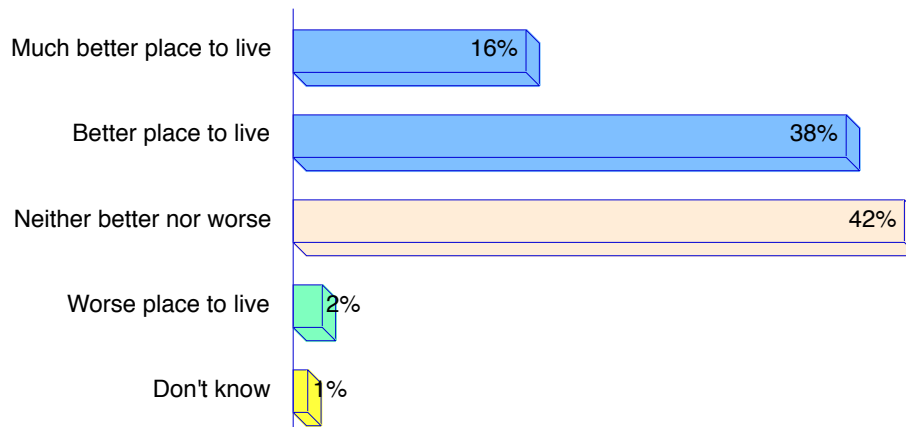 Much better place to live 16%
Better place to live 38%
Neither better nor worse 42%
Worse place to live 2%
Don't know 1%